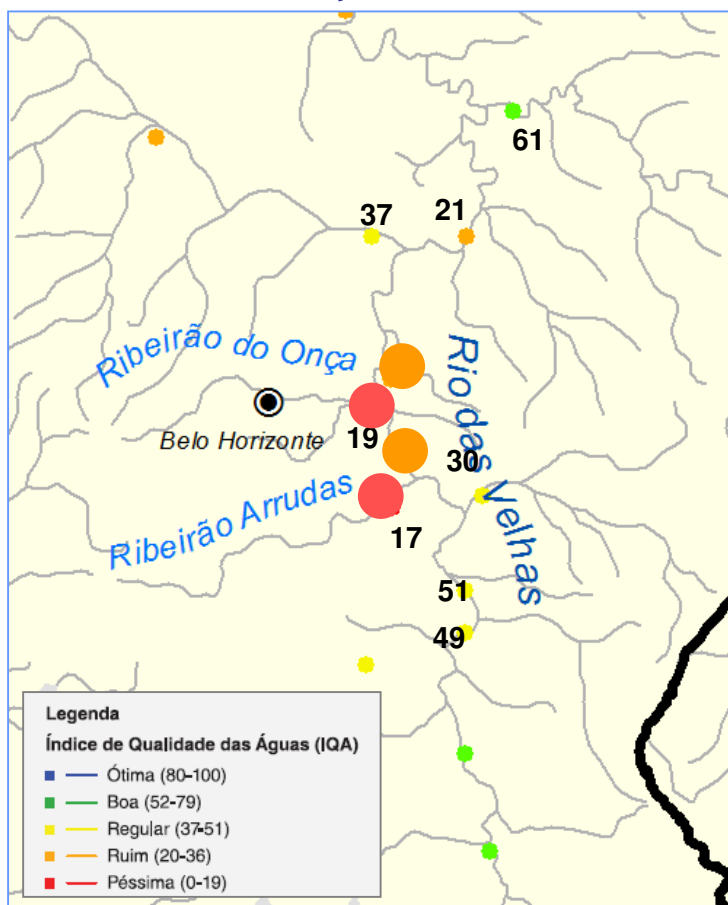 61
37
21
Ribeirão do Onça
Rio das Velhas
Belo Horizonte
19
30
Ribeirão Arrudas
17
51
49
Legenda
Índice de Qualidade das Águas (IQA)
Ótima (80-100)
Boa (52-79)
Regular (37-51)
Ruim (20-36)
Péssima (0-19)